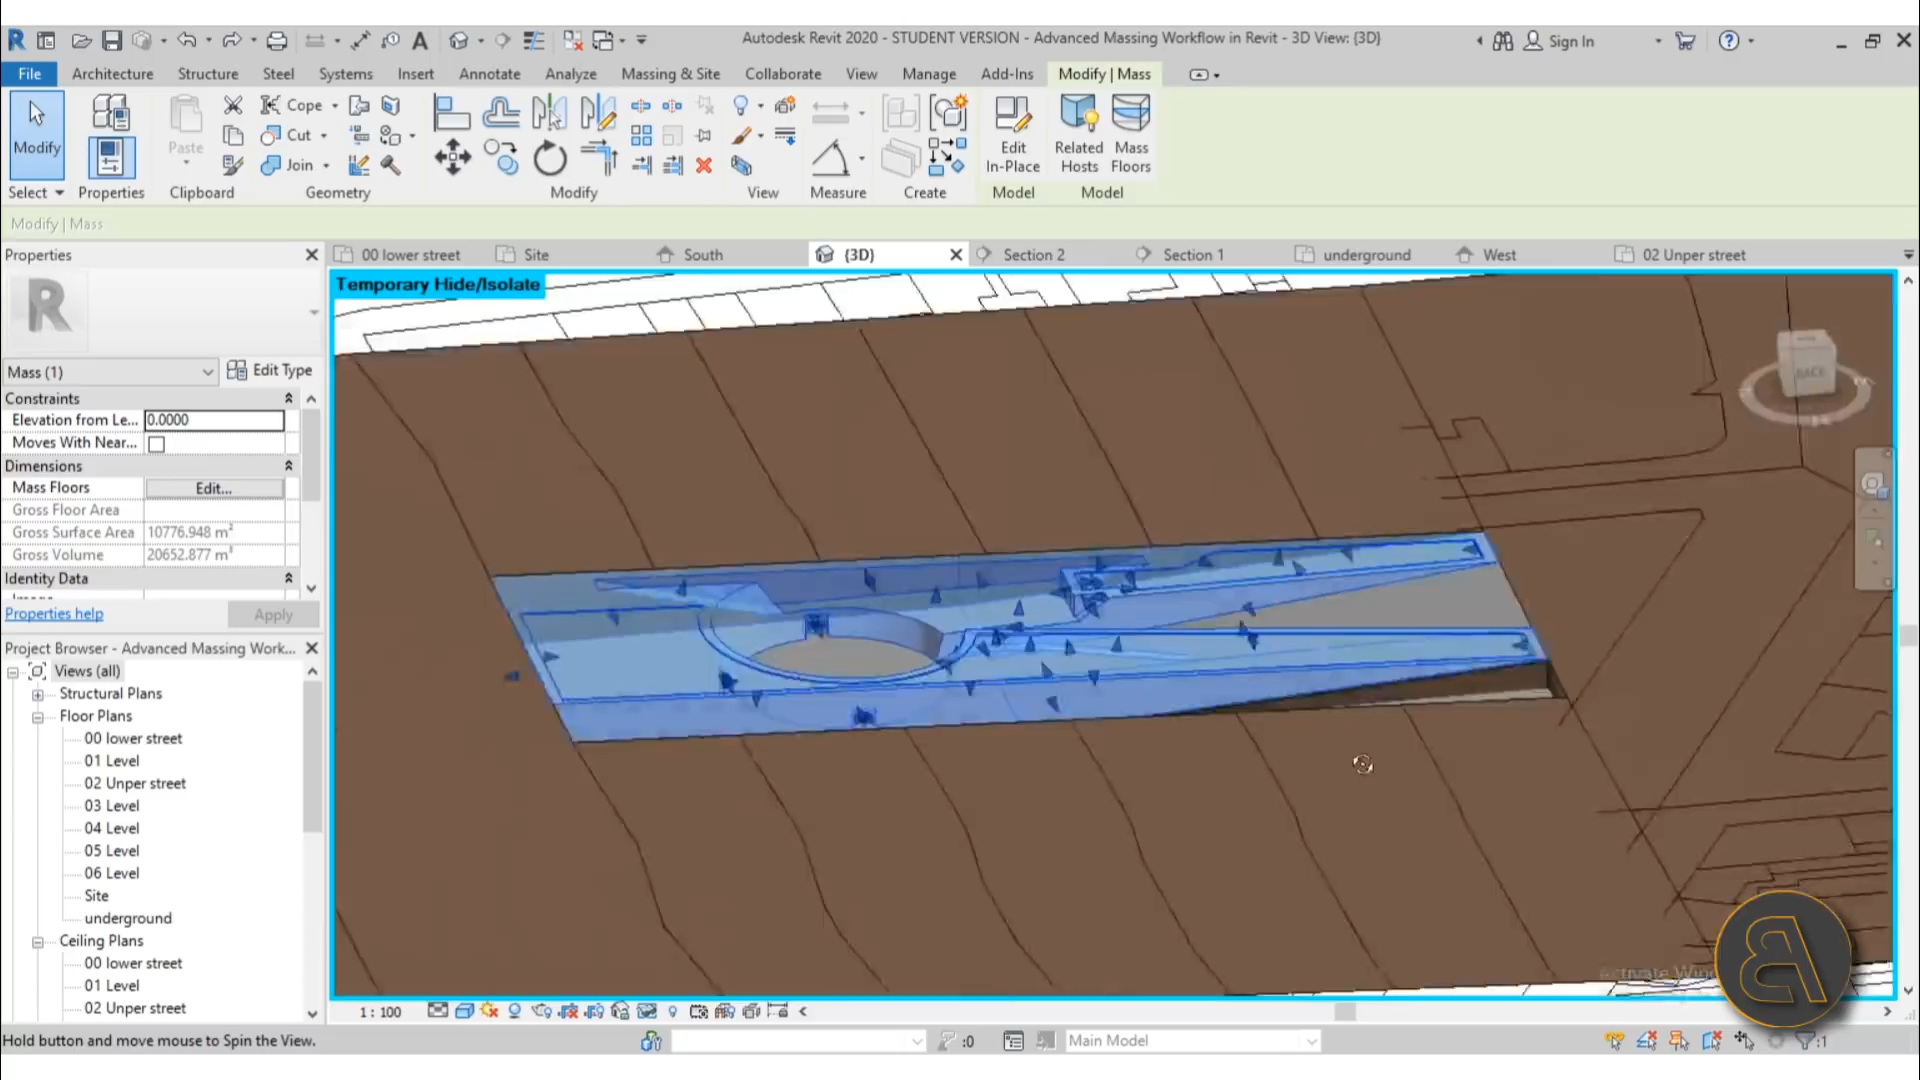 Autodesk Revit 2020 - STUDENT VERSION - Advanced Massing Workflow in Revit - 3D View: {3D}
Sign In
File Architecture Structure Steel Systems Insert Annotate Analyze Massing & Site Collaborate View Manage Add-Ins Modify | Mass
Modify
Paste
Cope
Cut
Join
Edit In-Place
Related Hosts
Mass Floors
Select Properties Clipboard Geometry Modify View Measure Create Model Model
Modify | Mass
Properties
00 lower street Site South {3D} Section 2 Section 1 underground West 02 Unper street
Temporary Hide/Isolate
R
Mass (1)
Edit Type
Constraints
Elevation from Le... 0.0000
Moves With Near...
Dimensions
Mass Floors Edit...
Gross Floor Area
Gross Surface Area 10776.948 m²
Gross Volume 20652.877 m³
Identity Data
Properties help
Apply
Project Browser - Advanced Massing Work...
Views (all)
Structural Plans
Floor Plans
00 lower street
01 Level
02 Unper street
03 Level
04 Level
05 Level
06 Level
Site
underground
Ceiling Plans
00 lower street
01 Level
02 Unper street
BACK
1 : 100
Hold button and move mouse to Spin the View.
:0
Main Model
:1